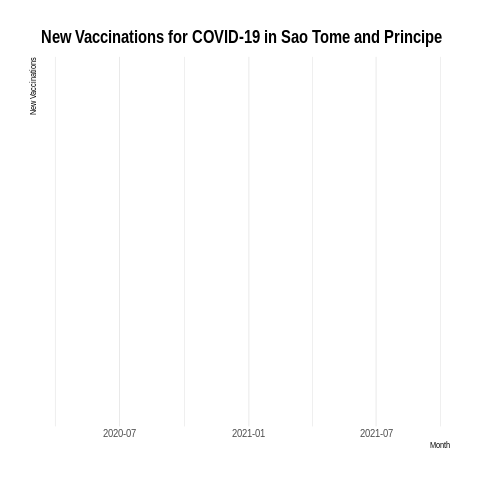 New Vaccinations for COVID-19 in Sao Tome and Principe
New Vaccinations
2020-07
2021-01
2021-07
Month